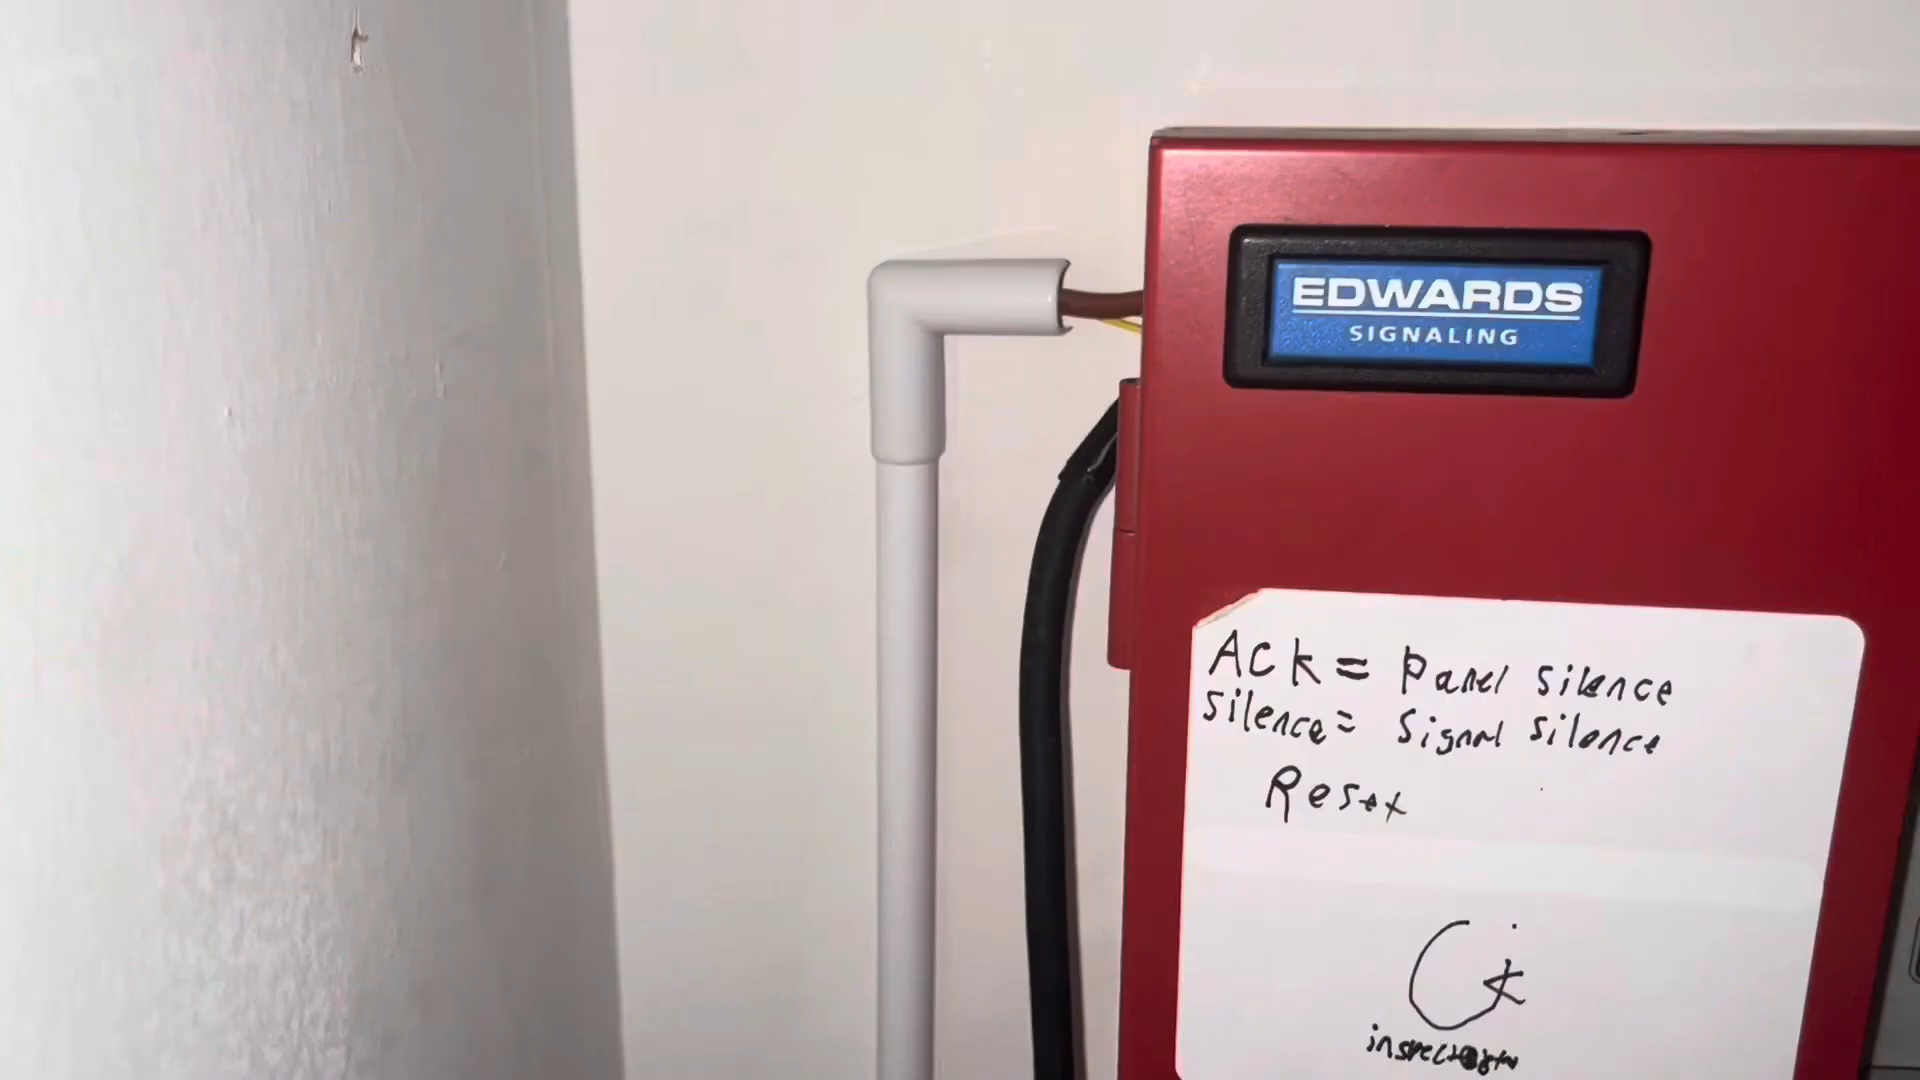 EDWARDS
SIGNALING
ACK = Panel Silence
Silence = Signal Silence
Reset